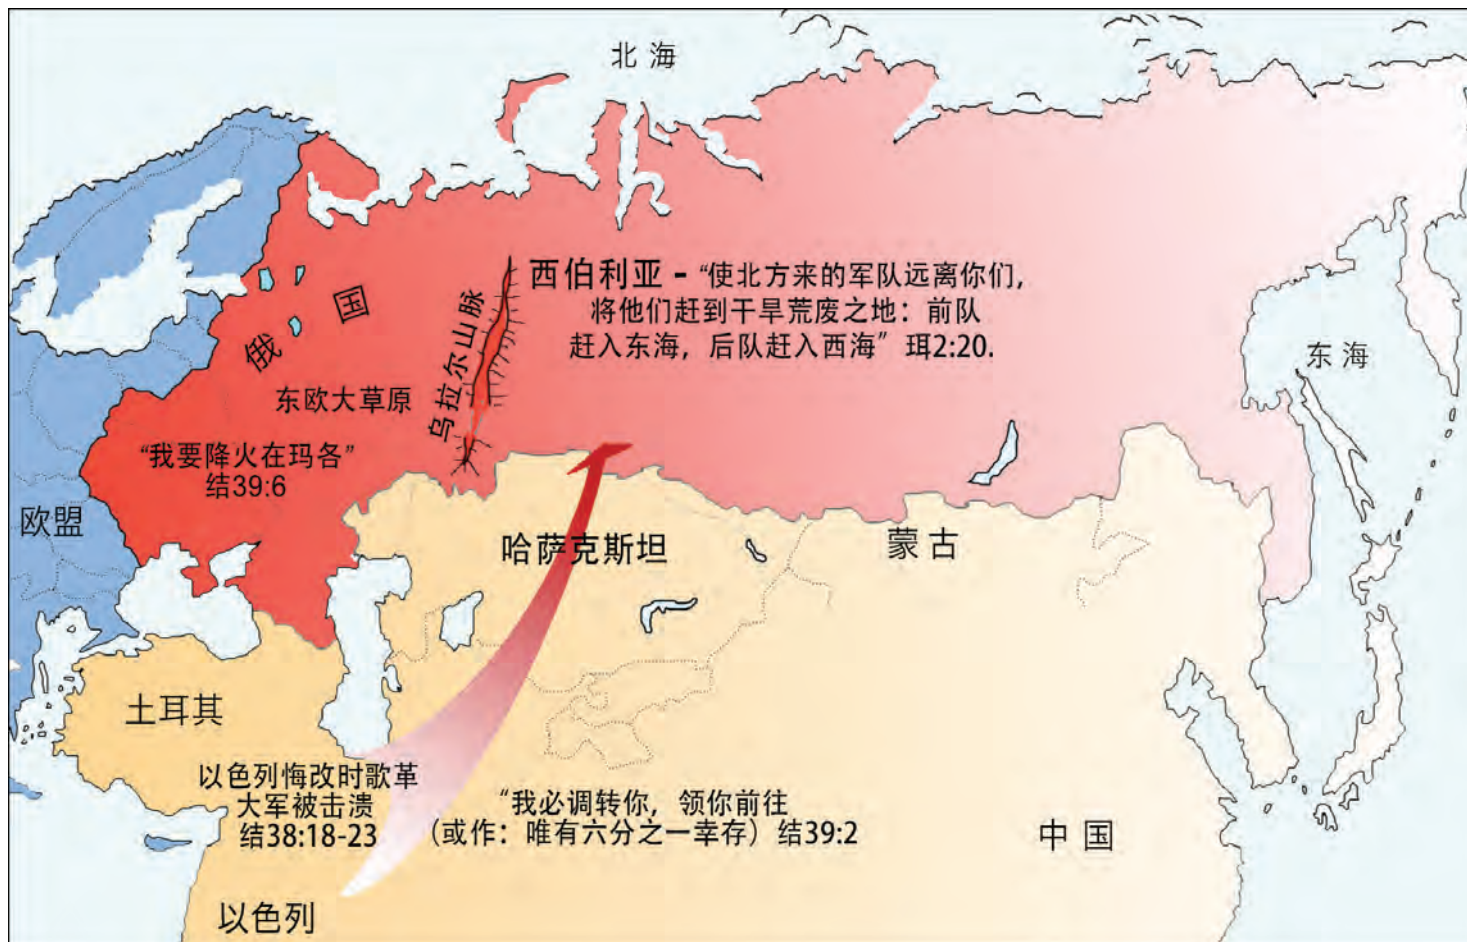 北海
西伯利亚 - “使北方来的军队远离你们，
将他们赶到干旱荒废之地：前队
赶入东海，后队赶入西海” 珥2:20.
俄国
乌拉尔山脉
东海
东欧大草原
“我要降火在玛各”
结39:6
欧盟
哈萨克斯坦
蒙古
土耳其
以色列悔改时歌革
大军被击溃
结38:18-23
“我必调转你，领你前往
（或作：唯有六分之一幸存）结39:2
中国
以色列